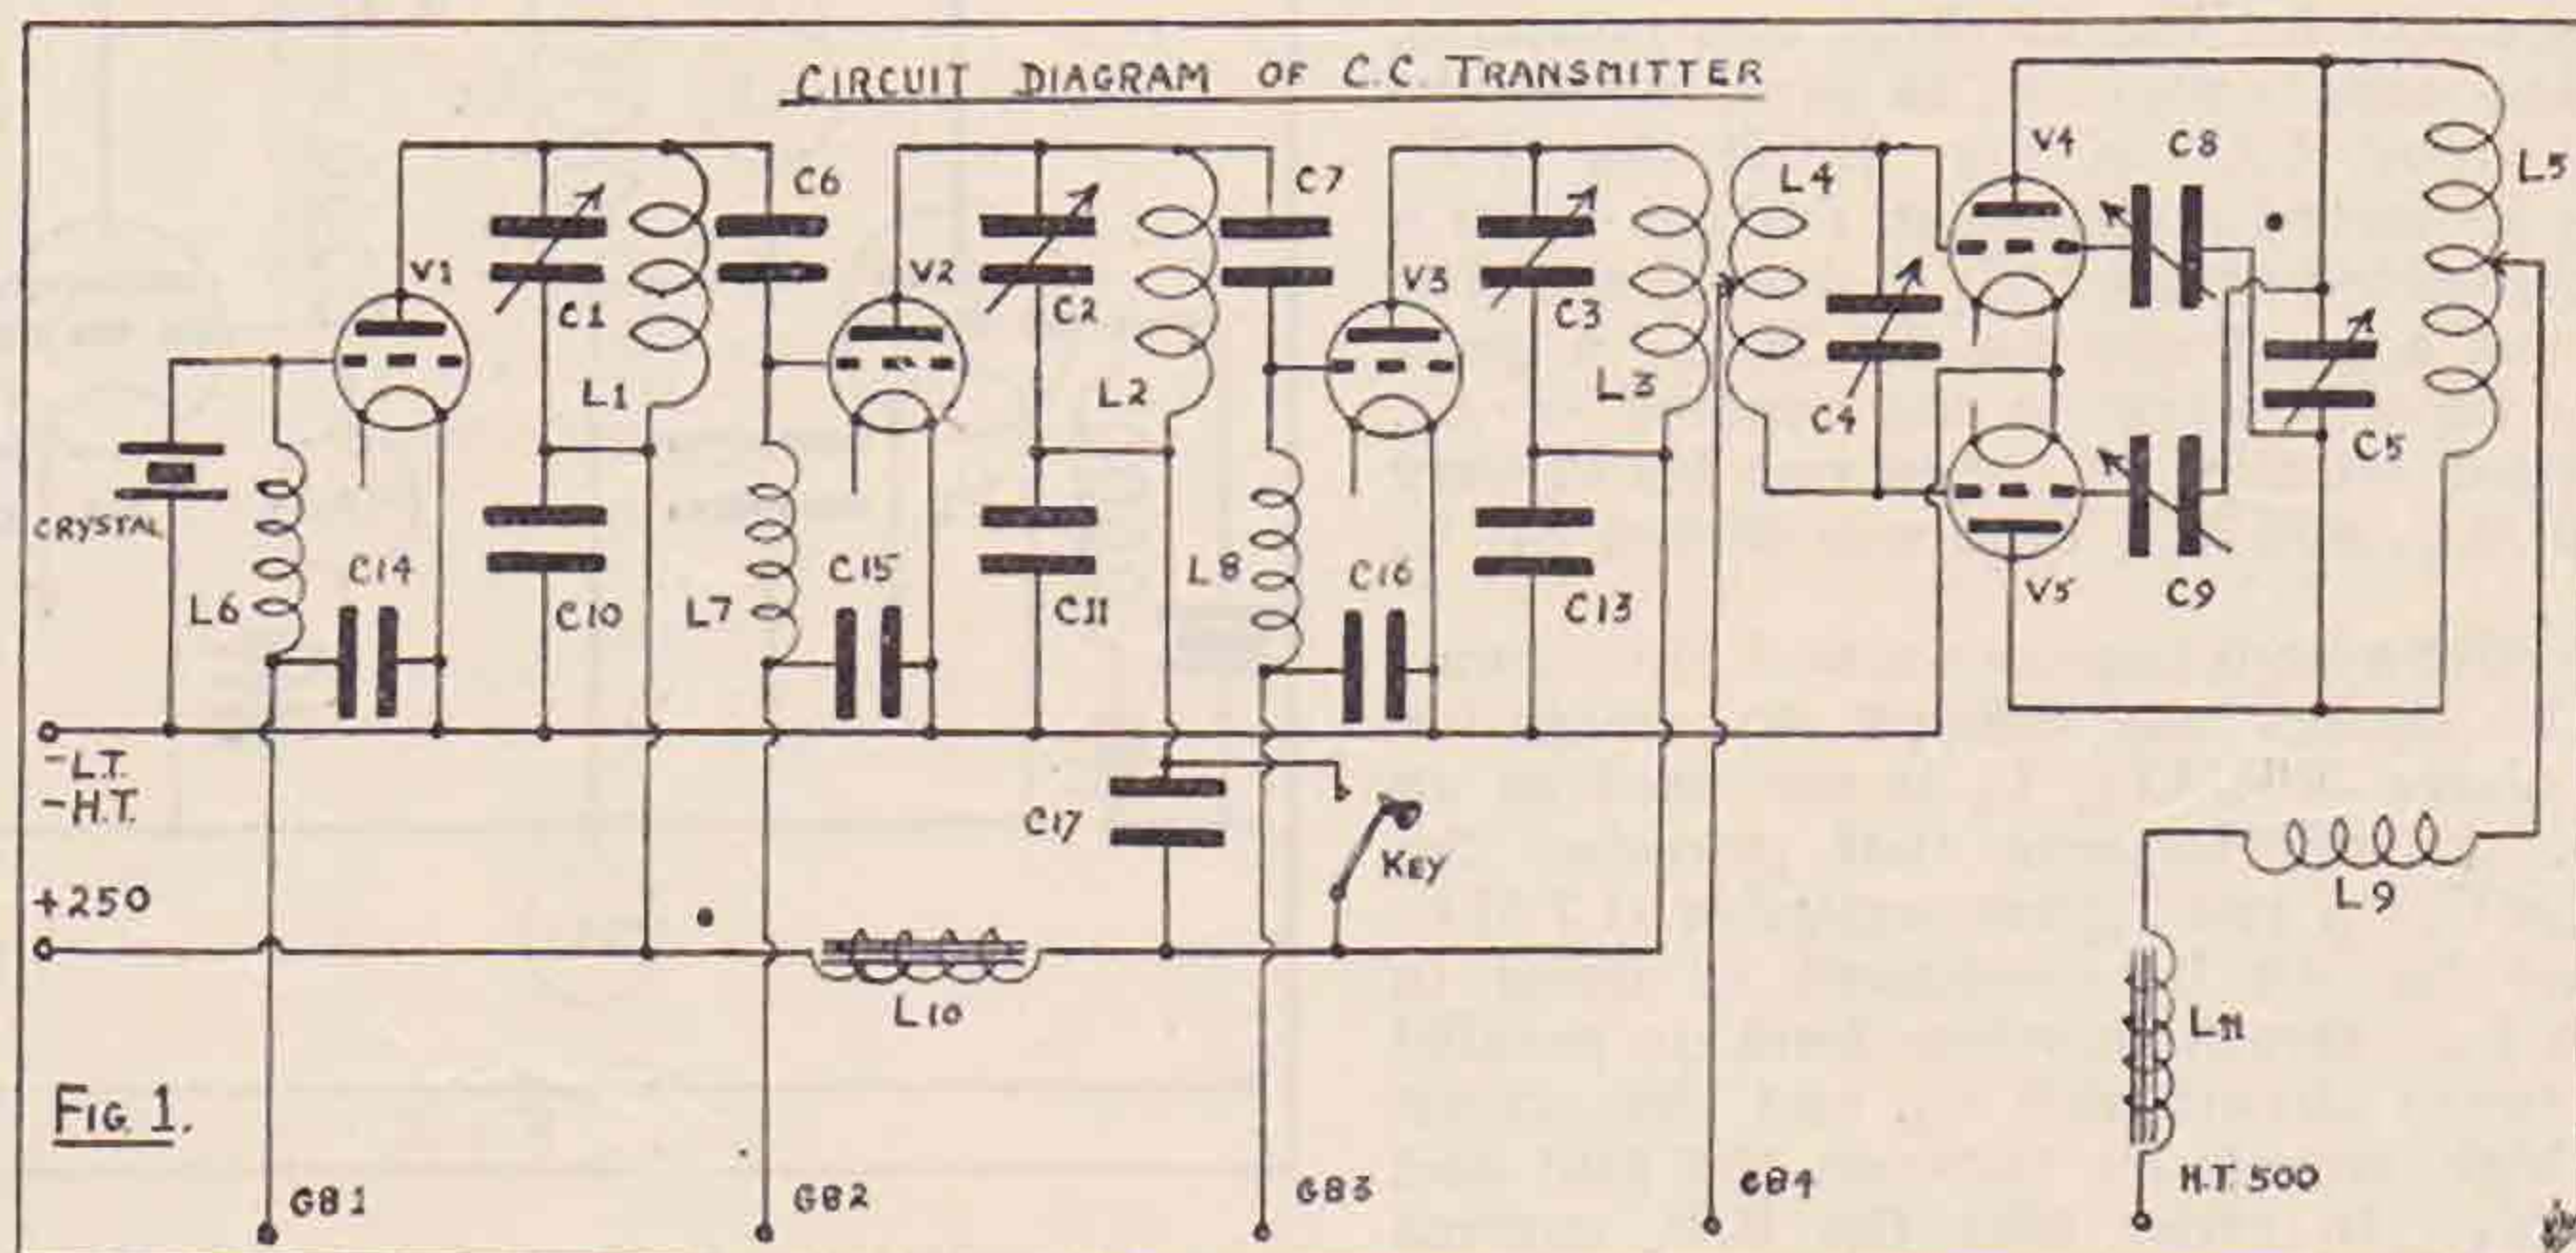 CIRCUIT DIAGRAM OF C.C. TRANSMITTER
V1
C1
L1
C6
V2
C2
L2
C7
V3
C3
L3
L4
C4
V4
C8
C5
L5
CRYSTAL
L6
C14
C10
L7
C15
C11
L8
C16
C13
V5
C9
-L.T.
-H.T.
+250
C17
KEY
L10
L9
L11
FIG. 1.
GB1
GB2
GB3
GB4
H.T. 500